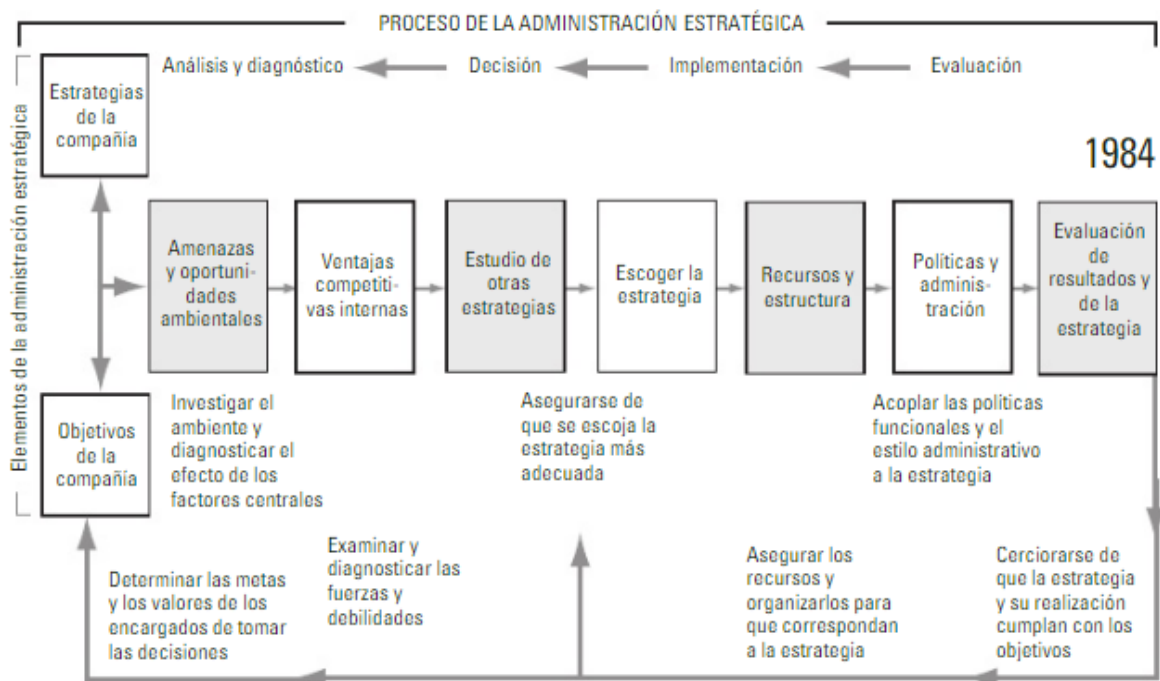 PROCESO DE LA ADMINISTRACIÓN ESTRATÉGICA
Elementos de la administración estratégica
Análisis y diagnóstico
Decisión
Implementación
Evaluación
1984
Estrategias
de la
compañía
Amenazas
y oportuni-
dades
ambientales
Ventajas
competiti-
vas internas
Estudio de
otras
estrategias
Escoger la
estrategia
Recursos y
estructura
Políticas y
adminis-
tración
Evaluación
de
resultados y
de la
estrategia
Objetivos
de la
compañía
Investigar el
ambiente y
diagnosticar el
efecto de los
factores centrales
Asegurarse de
que se escoja la
estrategia más
adecuada
Acoplar las políticas
funcionales y el
estilo administrativo
a la estrategia
Determinar las metas
y los valores de los
encargados de tomar
las decisiones
Examinar y
diagnosticar las
fuerzas y
debilidades
Asegurar los
recursos y
organizarlos para
que correspondan
a la estrategia
Cerciorarse de
que la estrategia
y su realización
cumplan con los
objetivos